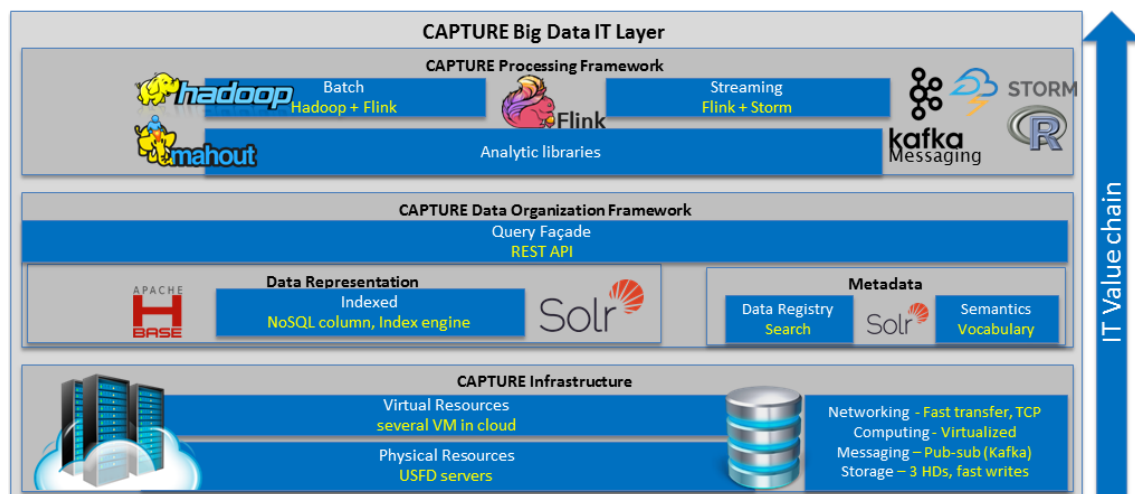 CAPTURE Big Data IT Layer
CAPTURE Processing Framework
hadoop
Batch
Hadoop + Flink
Flink
Streaming
Flink + Storm
STORM
mahout
Analytic libraries
kafka
Messaging
R
CAPTURE Data Organization Framework
Query Façade
REST API
Data Representation
APACHE
H
BASE
Indexed
NoSQL column, Index engine
Solr
Metadata
Data Registry
Search
Solr
Semantics
Vocabulary
CAPTURE Infrastructure
Virtual Resources
several VM in cloud
Physical Resources
USFD servers
Networking - Fast transfer, TCP
Computing - Virtualized
Messaging – Pub-sub (Kafka)
Storage – 3 HDs, fast writes
IT Value chain